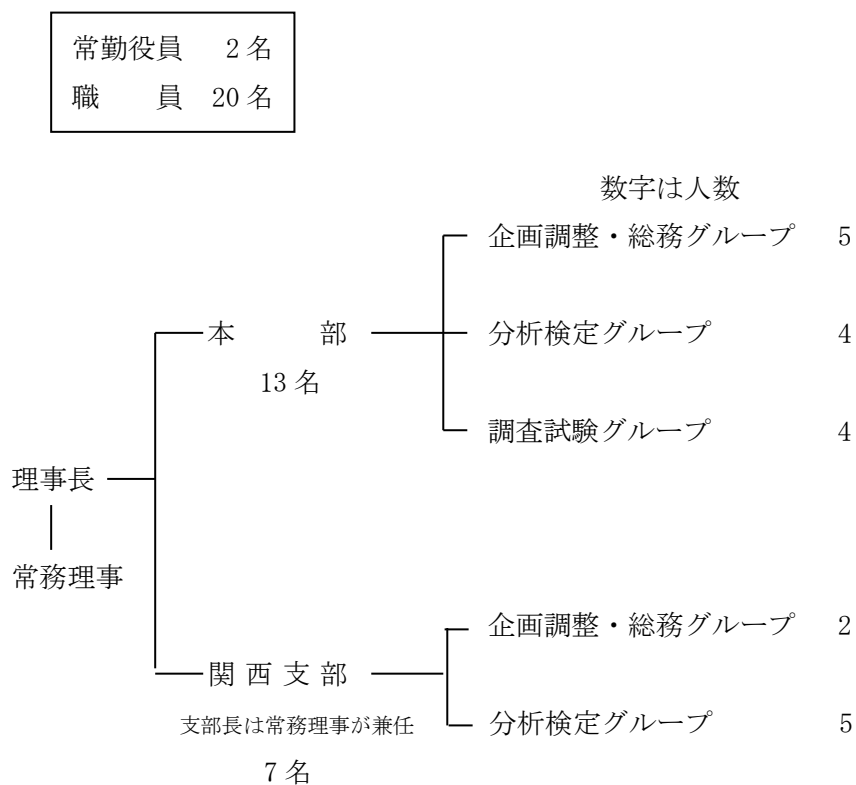 常勤役員 2名
職 員 20名
数字は人数
企画調整・総務グループ 5
本 部
分析検定グループ 4
13名
調査試験グループ 4
理事長
常務理事
企画調整・総務グループ 2
関西支部
支部長は常務理事が兼任
分析検定グループ 5
7名